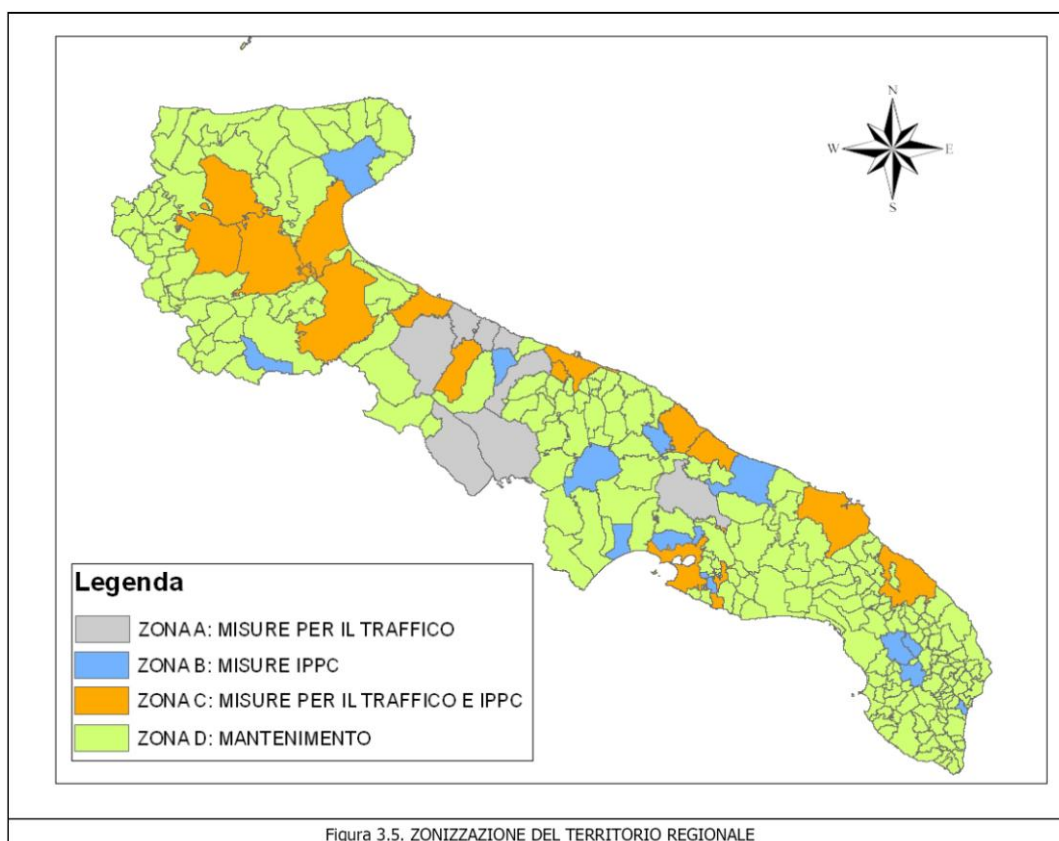 N
W E
S
Legenda
ZONA A: MISURE PER IL TRAFFICO
ZONA B: MISURE IPPC
ZONA C: MISURE PER IL TRAFFICO E IPPC
ZONA D: MANTENIMENTO
Figura 3.5. ZONIZZAZIONE DEL TERRITORIO REGIONALE